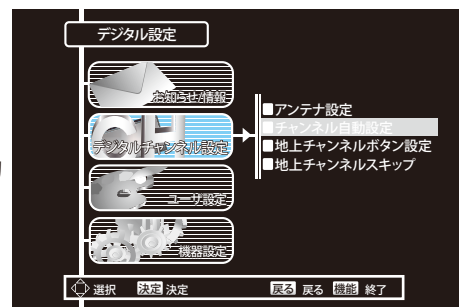 デジタル設定
お知らせ/情報
デジタルチャンネル設定
ユーザ設定
機器設定
■アンテナ設定
■チャンネル自動設定
■地上チャンネルボタン設定
■地上チャンネルスキップ
選択 決定 決定 戻る 戻る 機能 終了